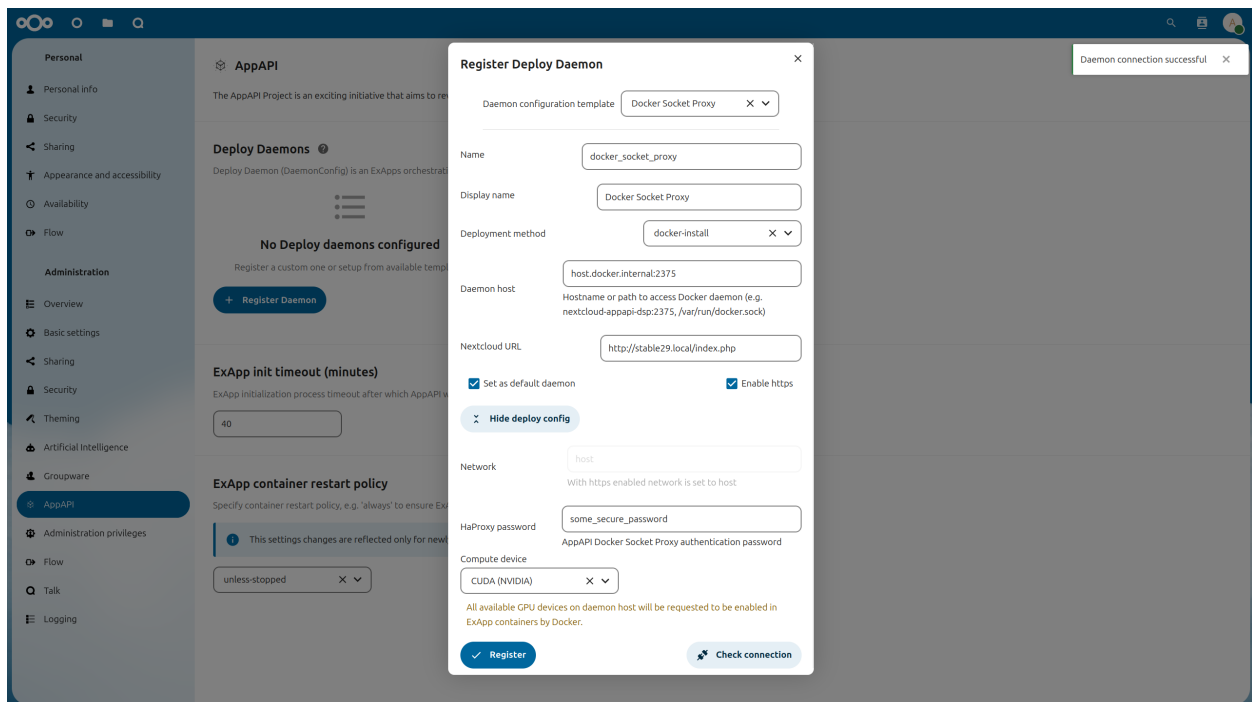 A
Personal
Personal info
Security
Sharing
Appearance and accessibility
Availability
Flow
Administration
Overview
Basic settings
Sharing
Security
Theming
Artificial Intelligence
Groupware
AppAPI
Administration privileges
Flow
Talk
Logging
AppAPI
The AppAPI Project is an exciting initiative that aims to
Deploy Daemons
Deploy Daemon (DaemonConfig) is an ExApps
No Deploy daemons configured
Register a custom one or setup from available
+ Register Daemon
ExApp init timeout (minutes)
ExApp initialization process timeout after which AppAPI
40
ExApp container restart policy
Specify container restart policy, e.g. 'always' to ensure
This settings changes are reflected only for
unless-stopped
Register Deploy Daemon
Daemon configuration template Docker Socket Proxy
Name docker_socket_proxy
Display name Docker Socket Proxy
Deployment method docker-install
Daemon host host.docker.internal:2375
Hostname or path to access Docker daemon (e.g.
nextcloud-appapi-dsp:2375, /var/run/docker.sock)
Nextcloud URL http://stable29.local/index.php
Set as default daemon Enable https
Hide deploy config
Network host
With https enabled network is set to host
HaProxy password some_secure_password
AppAPI Docker Socket Proxy authentication password
Compute device
CUDA (NVIDIA)
All available GPU devices on daemon host will be requested to be enabled in
ExApp containers by Docker.
Register Check connection
Daemon connection successful